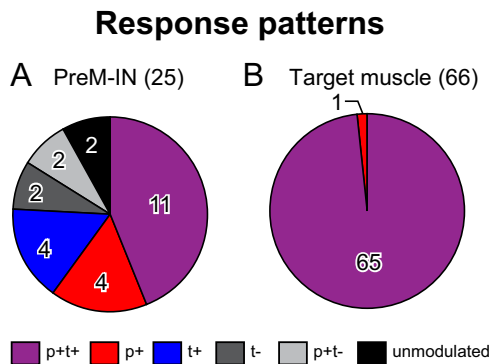 Response patterns
A PreM-IN (25) B Target muscle (66)
1
2
2
2
11
4
4
65
p+t+ p+ t+ t- p+t- unmodulated